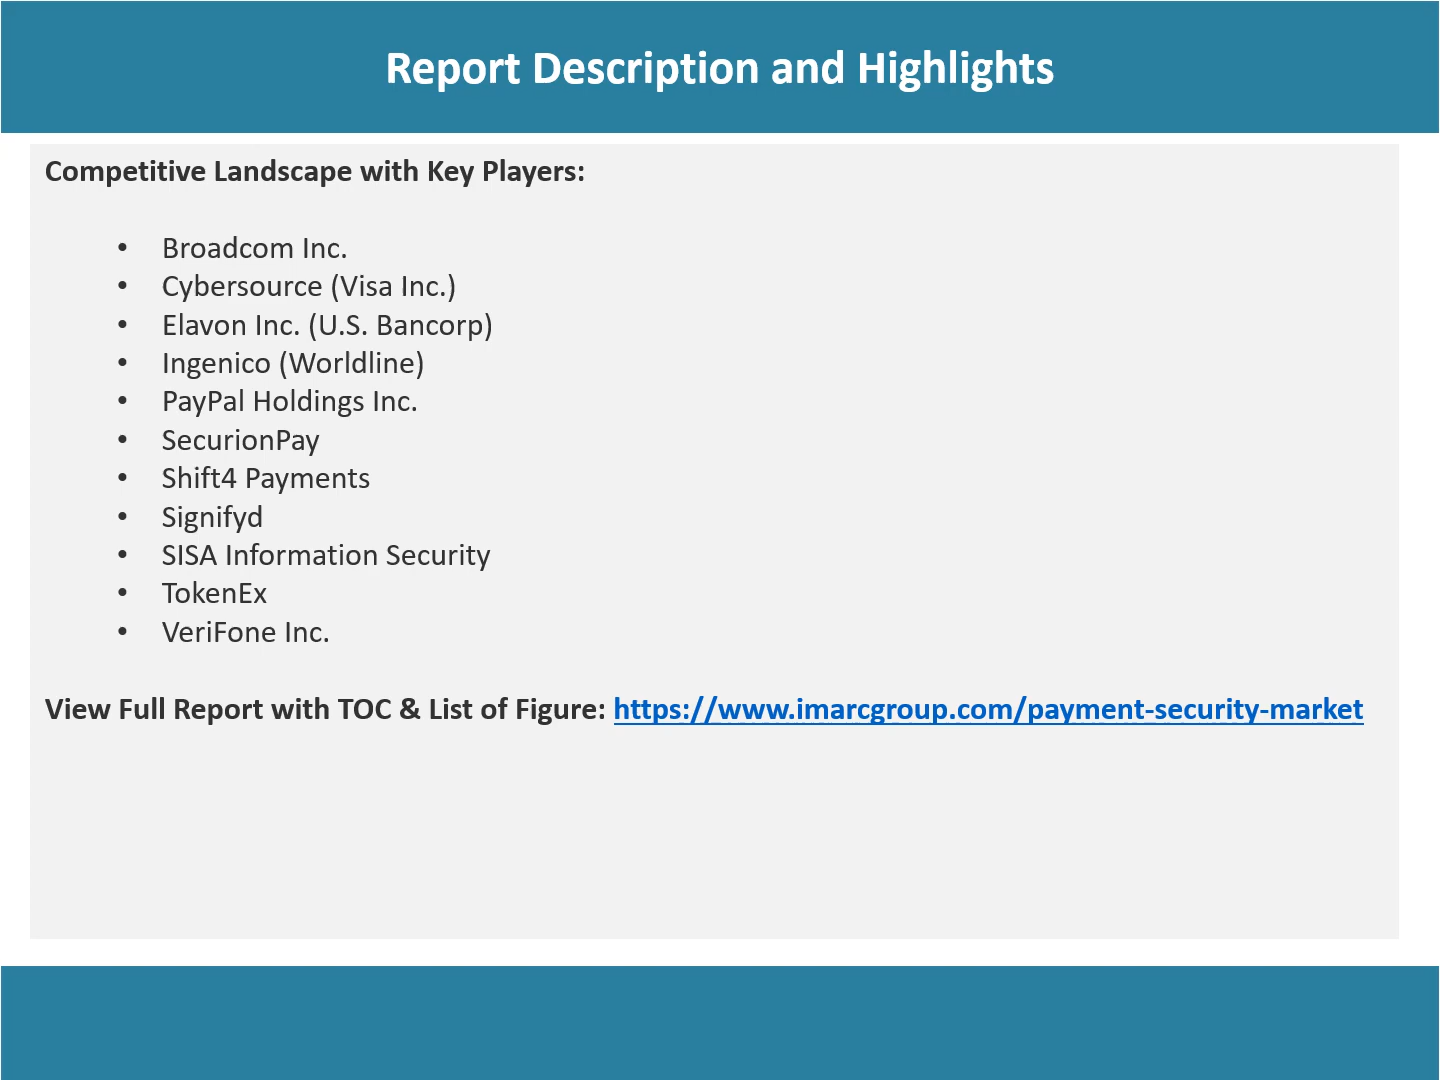 Report Description and Highlights
Competitive Landscape with Key Players:
• Broadcom Inc.
• Cybersource (Visa Inc.)
• Elavon Inc. (U.S. Bancorp)
• Ingenico (Worldline)
• PayPal Holdings Inc.
• SecurionPay
• Shift4 Payments
• Signifyd
• SISA Information Security
• TokenEx
• VeriFone Inc.
View Full Report with TOC & List of Figure: https://www.imarcgroup.com/payment-security-market